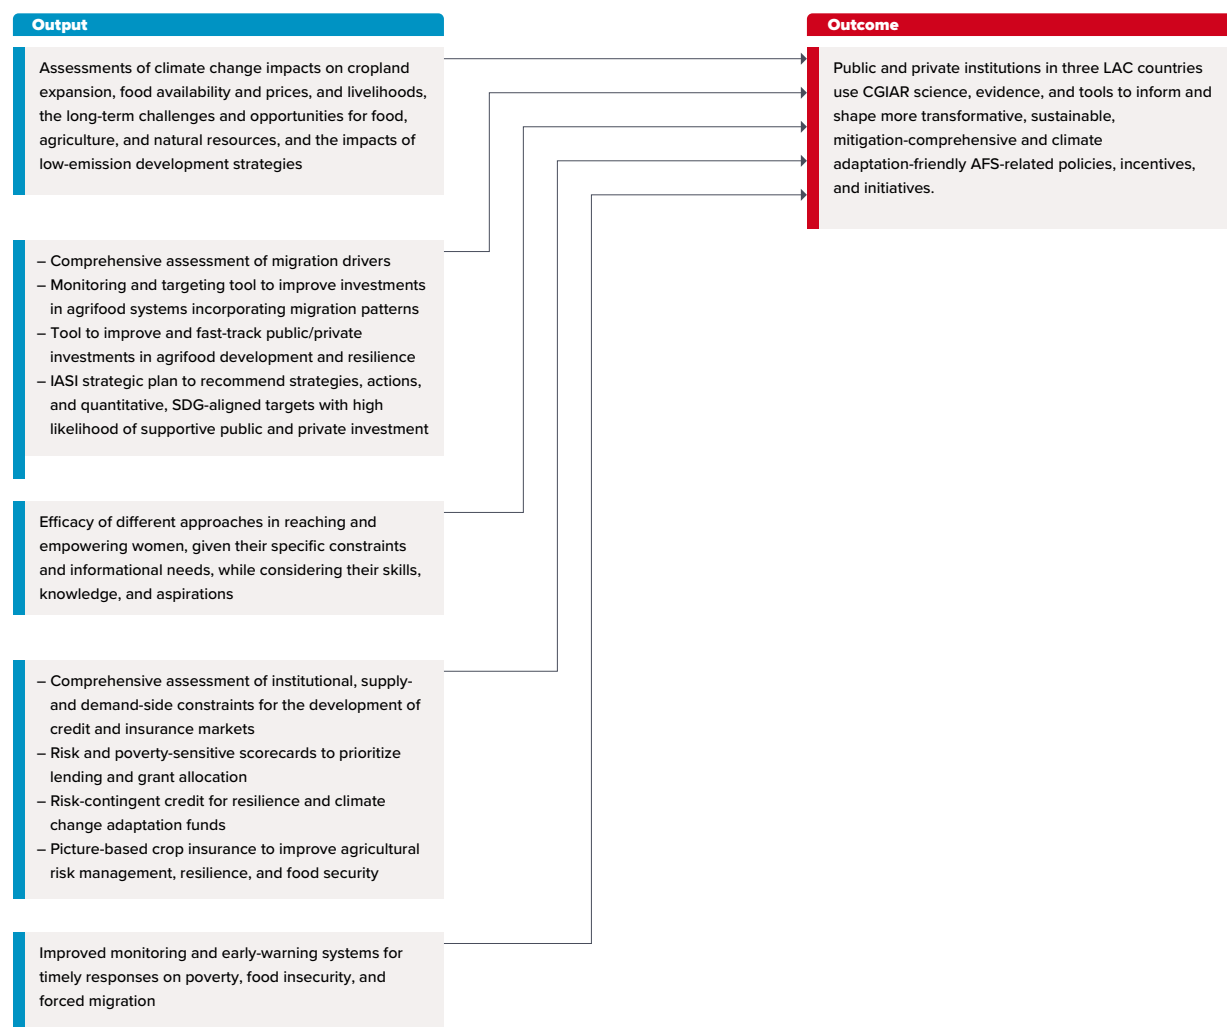 Output
Assessments of climate change impacts on cropland
expansion, food availability and prices, and livelihoods,
the long-term challenges and opportunities for food,
agriculture, and natural resources, and the impacts of
low-emission development strategies
– Comprehensive assessment of migration drivers
– Monitoring and targeting tool to improve investments
in agrifood systems incorporating migration patterns
– Tool to improve and fast-track public/private
investments in agrifood development and resilience
– IASI strategic plan to recommend strategies, actions,
and quantitative, SDG-aligned targets with high
likelihood of supportive public and private investment
Efficacy of different approaches in reaching and
empowering women, given their specific constraints
and informational needs, while considering their skills,
knowledge, and aspirations
– Comprehensive assessment of institutional, supply-
and demand-side constraints for the development of
credit and insurance markets
– Risk and poverty-sensitive scorecards to prioritize
lending and grant allocation
– Risk-contingent credit for resilience and climate
change adaptation funds
– Picture-based crop insurance to improve agricultural
risk management, resilience, and food security
Improved monitoring and early-warning systems for
timely responses on poverty, food insecurity, and
forced migration
Outcome
Public and private institutions in three LAC countries
use CGIAR science, evidence, and tools to inform and
shape more transformative, sustainable,
mitigation-comprehensive and climate
adaptation-friendly AFS-related policies, incentives,
and initiatives.